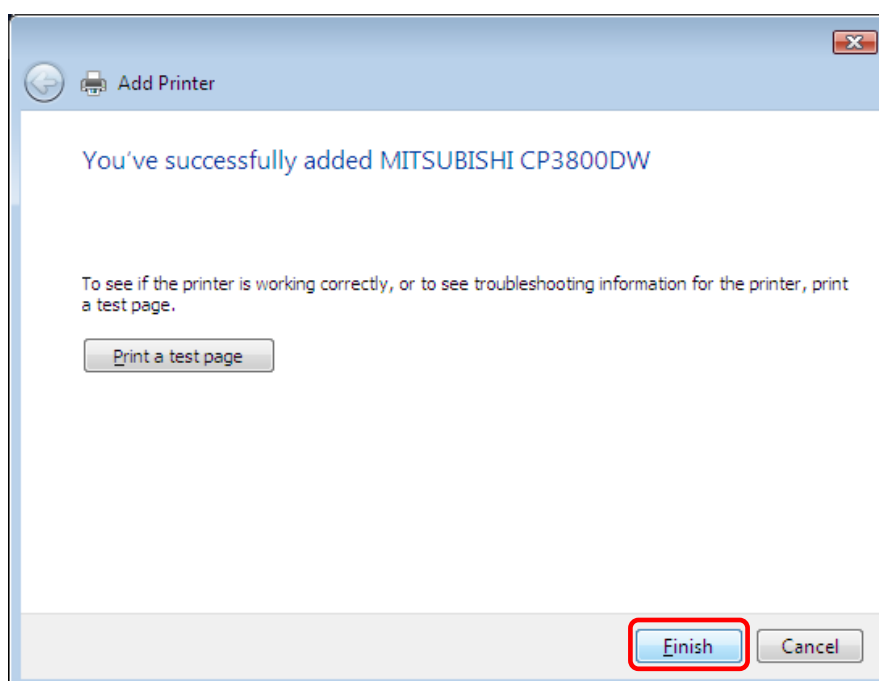 Add Printer
You've successfully added MITSUBISHI CP3800DW
To see if the printer is working correctly, or to see troubleshooting information for the printer, print
a test page.
Print a test page
Finish Cancel